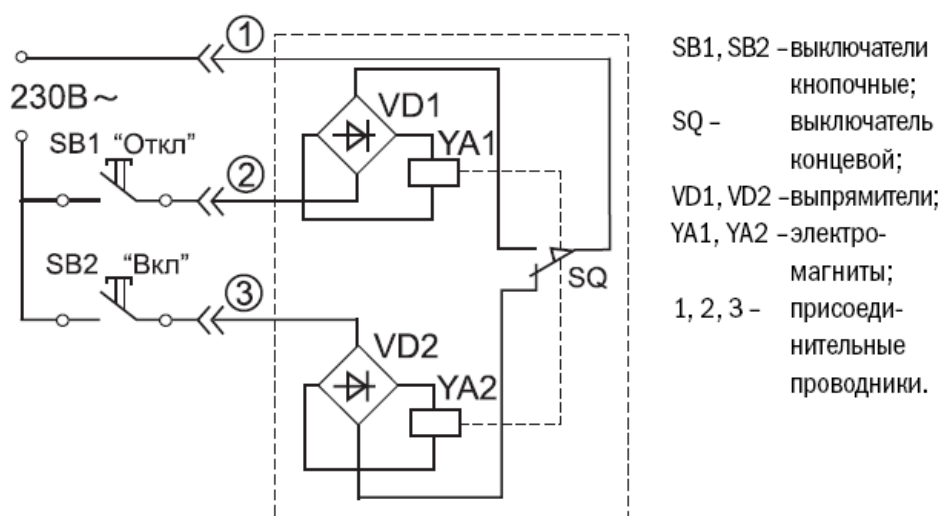 ①
230В ~
SB1 "Откл"
②
SB2 "Вкл"
③
VD1
YA1
SQ
VD2
YA2
SB1, SB2 – выключатели
кнопочные;
SQ – выключатель
концевой;
VD1, VD2 – выпрямители;
YA1, YA2 – электро-
магниты;
1, 2, 3 – присоеди-
нительные
проводники.